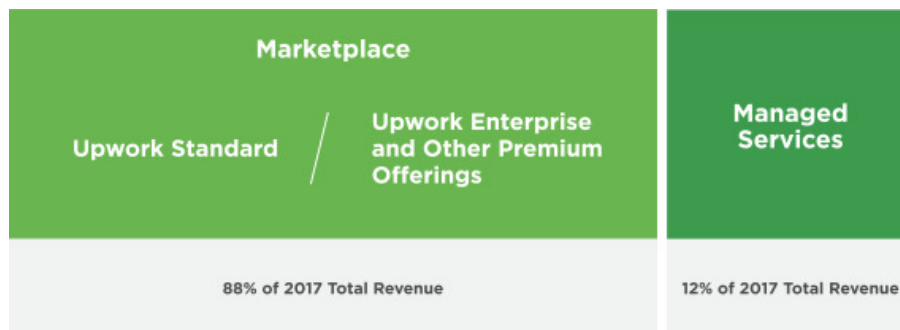 Marketplace
Upwork Standard
Upwork Enterprise
and Other Premium
Offerings
Managed
Services
88% of 2017 Total Revenue
12% of 2017 Total Revenue